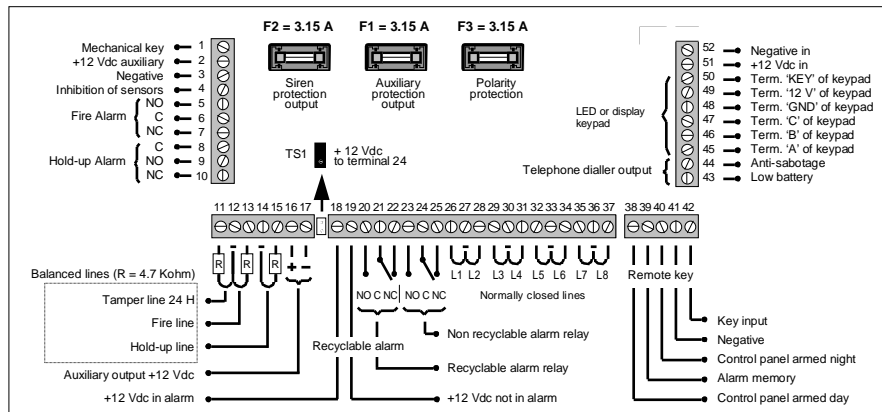 F2 = 3.15 A
F1 = 3.15 A
F3 = 3.15 A
Siren
protection
output
Auxiliary
protection
output
Polarity
protection
Mechanical key 1
+12 Vdc auxiliary 2
Negative 3
Inhibition of sensors 4
Fire Alarm
NO 5
C 6
NC 7
Hold-up Alarm
C 8
NO 9
NC 10
TS1
+ 12 Vdc
to terminal 24
52 Negative in
51 +12 Vdc in
LED or display
keypad
50 Term. 'KEY' of keypad
49 Term. '12 V' of keypad
48 Term. 'GND' of keypad
47 Term. 'C' of keypad
46 Term. 'B' of keypad
45 Term. 'A' of keypad
Telephone dialler output
44 Anti-sabotage
43 Low battery
11 12 13 14 15 16 17
18 19 20 21 22 23 24 25 26 27 28 29 30 31 32 33 34 35 36 37
38 39 40 41 42
R R R + −
Balanced lines (R = 4.7 Kohm)
L1 L2 L3 L4 L5 L6 L7 L8
Remote key
NO C NC NO C NC
Normally closed lines
Tamper line 24 H
Fire line
Hold-up line
Auxiliary output +12 Vdc
+12 Vdc in alarm
Recyclable alarm
Non recyclable alarm relay
Recyclable alarm relay
+12 Vdc not in alarm
Key input
Negative
Control panel armed night
Alarm memory
Control panel armed day